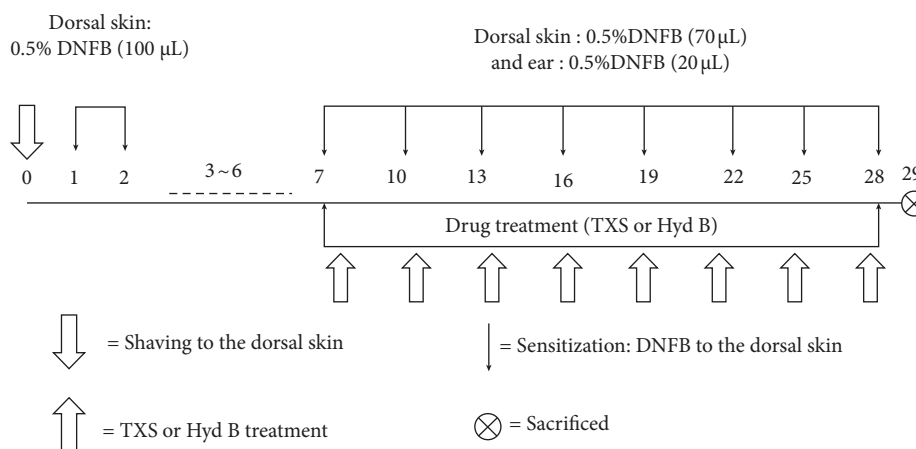 Dorsal skin:
0.5% DNFB (100 μL)
Dorsal skin : 0.5%DNFB (70 μL)
and ear : 0.5%DNFB (20 μL)
0 1 2 3 ~ 6 7 10 13 16 19 22 25 28 29
Drug treatment (TXS or Hyd B)
= Shaving to the dorsal skin
= Sensitization: DNFB to the dorsal skin
= TXS or Hyd B treatment
= Sacrificed